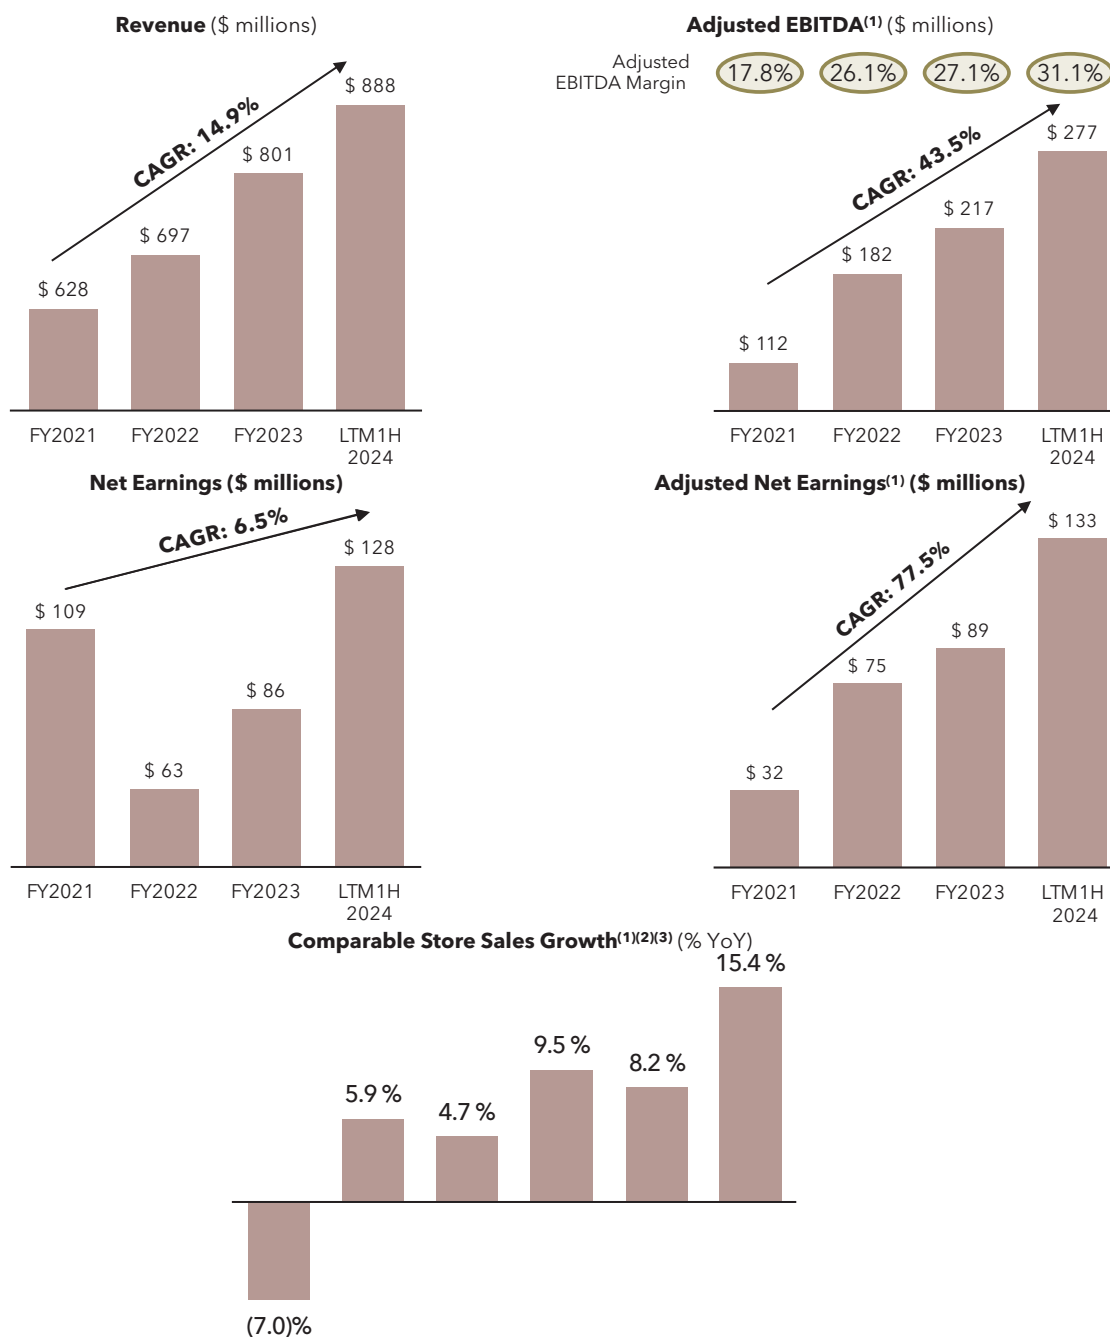 Revenue ($ millions)
CAGR: 14.9%
$ 888
$ 801
$ 697
$ 628
FY2021 FY2022 FY2023 LTM1H
2024
Adjusted EBITDA(1) ($ millions)
Adjusted
EBITDA Margin
17.8% 26.1% 27.1% 31.1%
CAGR: 43.5%
$ 277
$ 217
$ 182
$ 112
FY2021 FY2022 FY2023 LTM1H
2024
Net Earnings ($ millions)
CAGR: 6.5%
$ 128
$ 109
$ 86
$ 63
FY2021 FY2022 FY2023 LTM1H
2024
Adjusted Net Earnings(1) ($ millions)
CAGR: 77.5%
$ 133
$ 89
$ 75
$ 32
FY2021 FY2022 FY2023 LTM1H
2024
Comparable Store Sales Growth(1)(2)(3) (% YoY)
15.4 %
9.5 %
8.2 %
5.9 %
4.7 %
(7.0)%